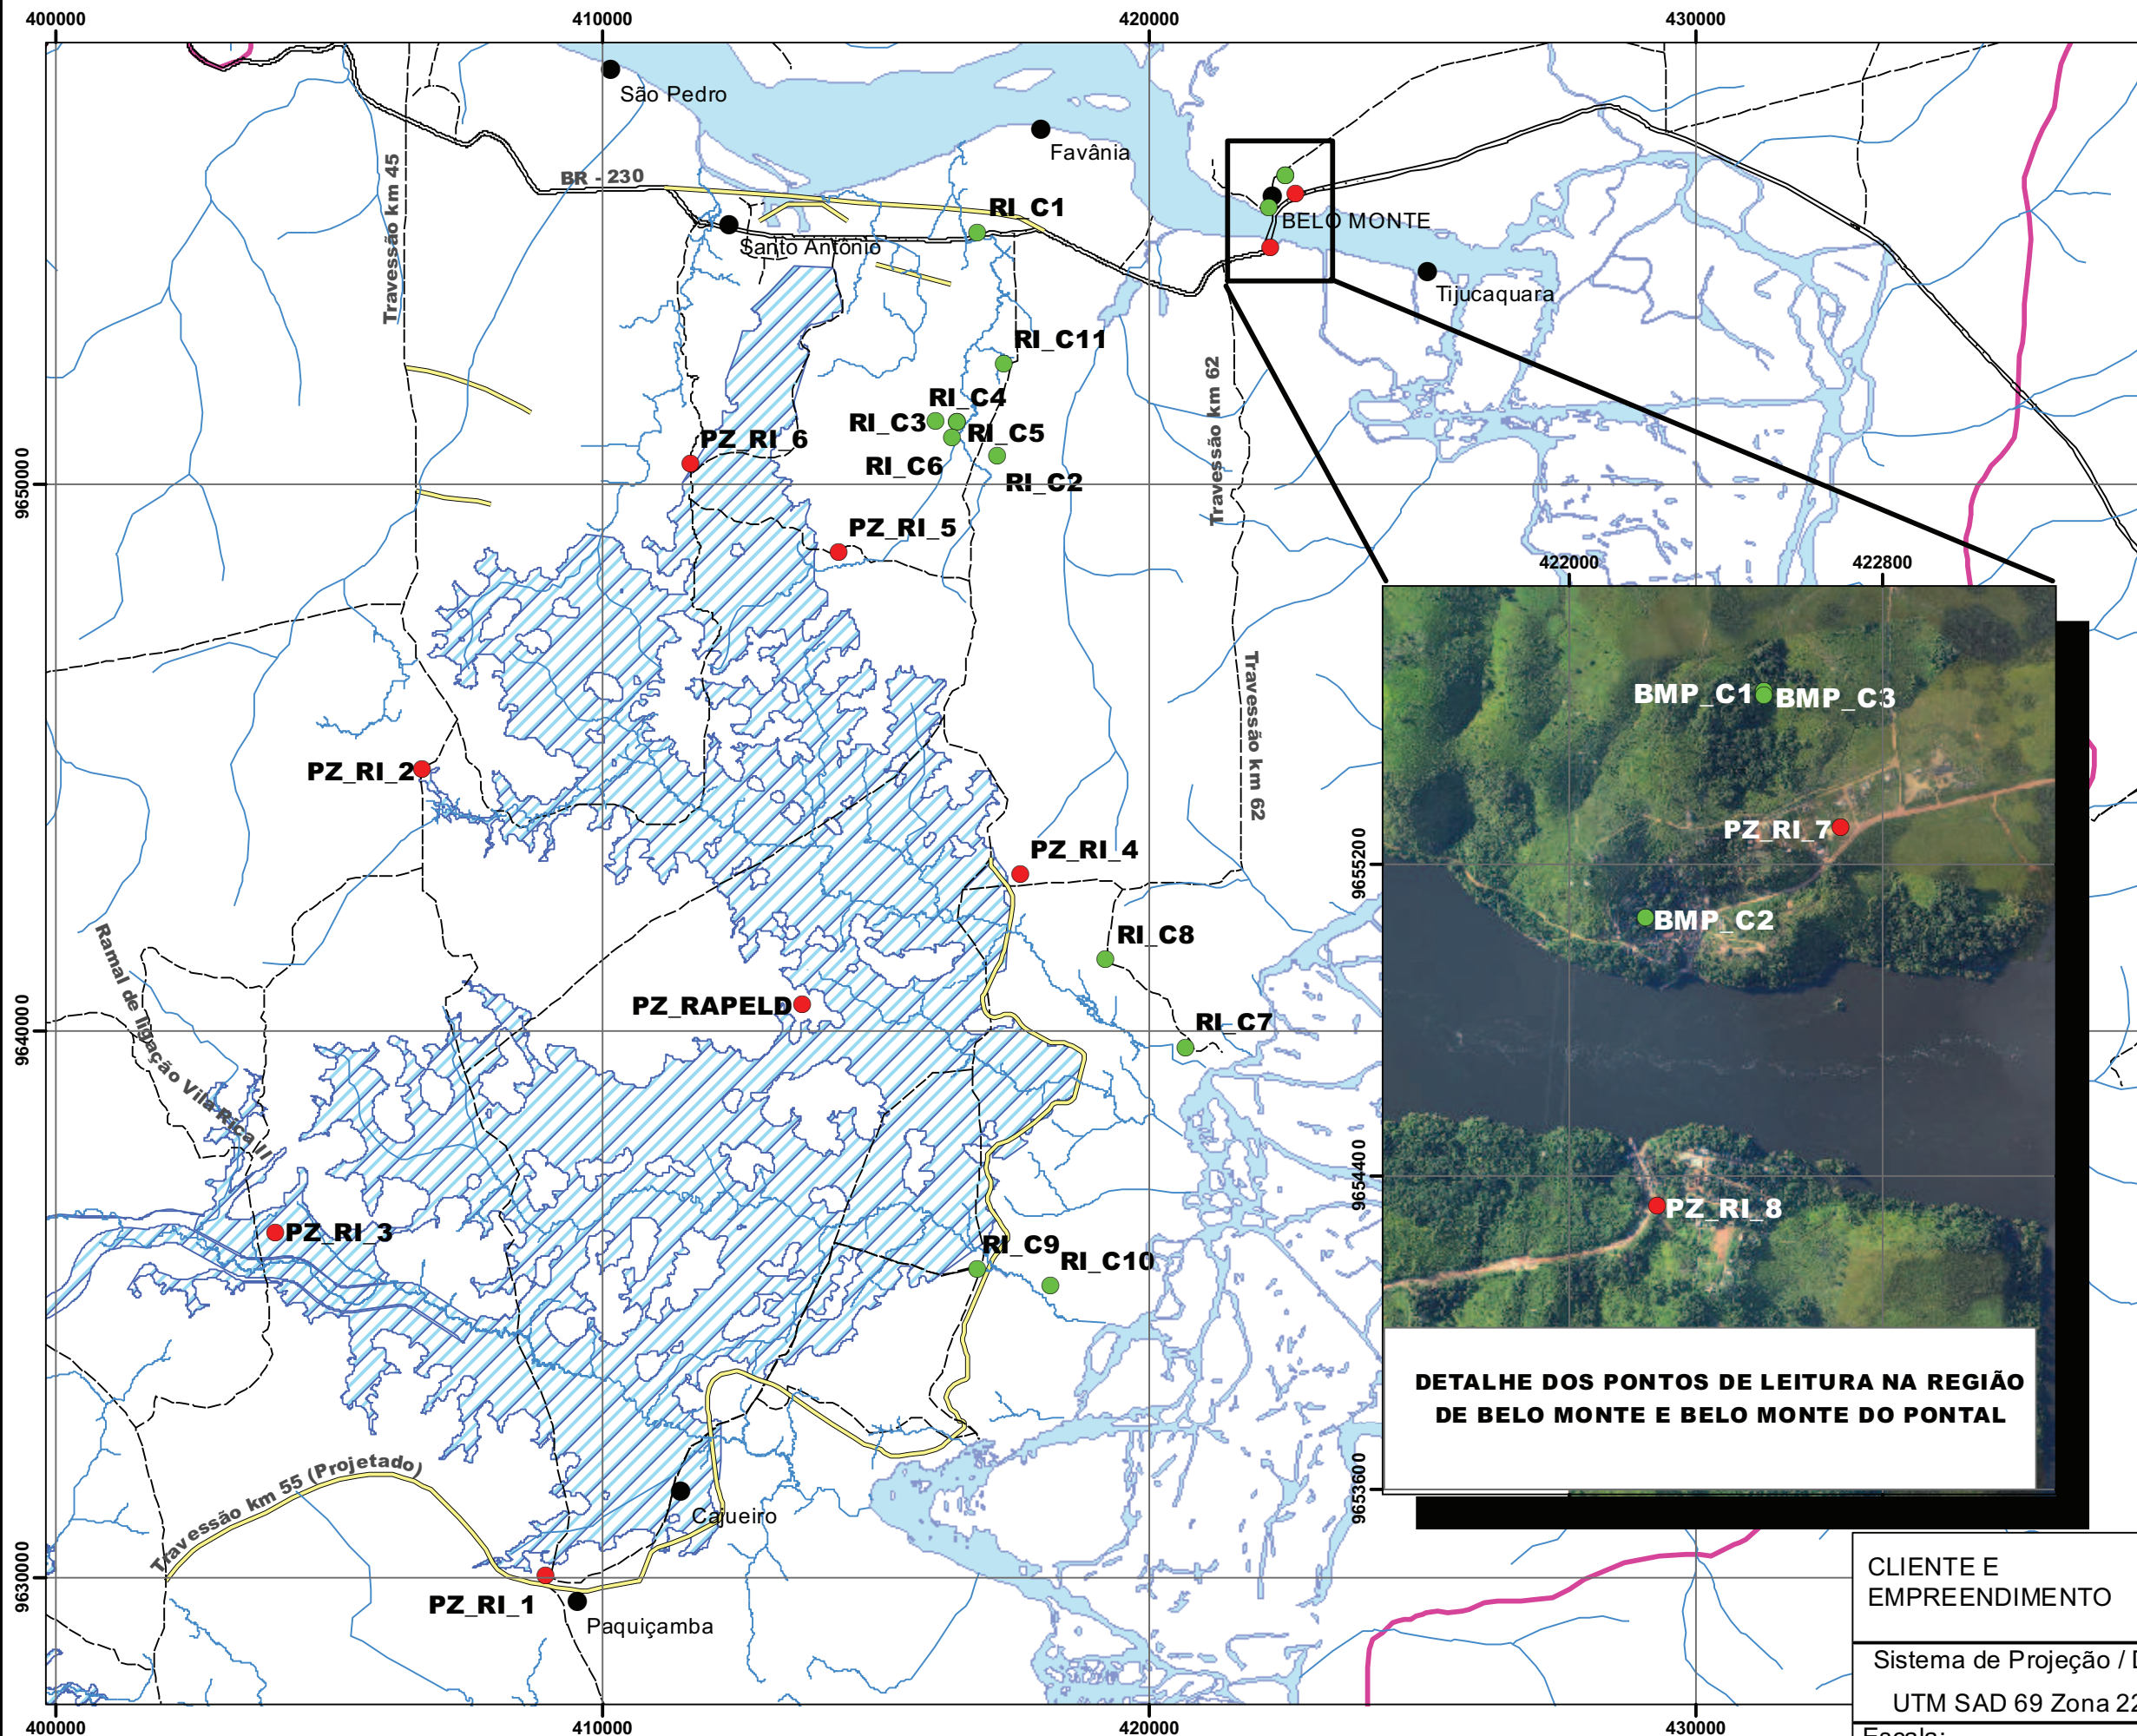 400000
410000
420000
430000
São Pedro
Favânia
Travessão km 45
BR - 230
RI_C1
BELO MONTE
Santo Antônio
Tijucaquara
RI_C11
Travessão km 62
RI_C4
RI_C3
RI_C5
PZ_RI_6
RI_C6
RI_C2
9650000
PZ_RI_5
422000
422800
Travessão km 62
BMP_C1
BMP_C3
PZ_RI_2
PZ_RI_7
PZ_RI_4
9655200
BMP_C2
RI_C8
Ramal de ligação Vila Rica II
PZ_RAPELD
RI_C7
9640000
9654400
PZ_RI_8
PZ_RI_3
RI_C9
RI_C10
DETALHE DOS PONTOS DE LEITURA NA REGIÃO
DE BELO MONTE E BELO MONTE DO PONTAL
Travessão km 55 (Projetado)
9653600
Cajueiro
9630000
PZ_RI_1
Paquiçamba
CLIENTE E
EMPREENDIMENTO
Sistema de Projeção / D
UTM SAD 69 Zona 22
Escala:
400000
410000
420000
430000